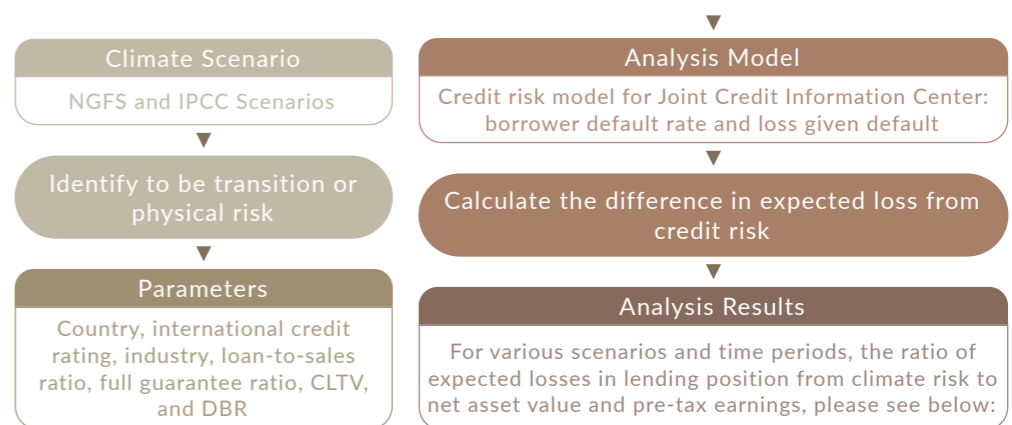 Climate Scenario
NGFS and IPCC Scenarios
Identify to be transition or
physical risk
Parameters
Country, international credit
rating, industry, loan-to-sales
ratio, full guarantee ratio, CLTV,
and DBR
Analysis Model
Credit risk model for Joint Credit Information Center:
borrower default rate and loss given default
Calculate the difference in expected loss from
credit risk
Analysis Results
For various scenarios and time periods, the ratio of
expected losses in lending position from climate risk to
net asset value and pre-tax earnings, please see below: